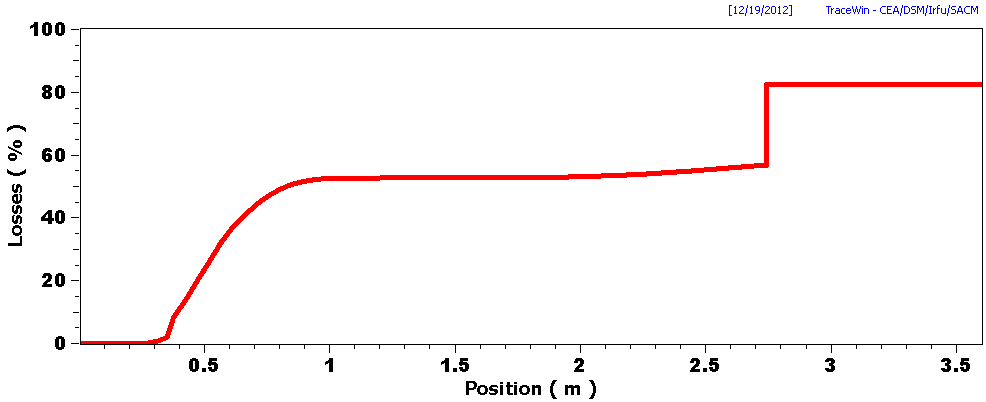 [12/19/2012] TraceWin - CEA/DSM/Irfu/SACM
100
80
60
40
20
0
Losses ( % )
0.5 1 1.5 2 2.5 3 3.5
Position ( m )